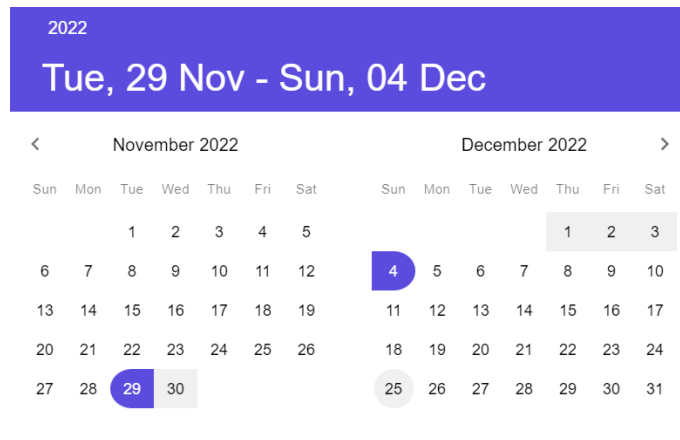 2022
Tue, 29 Nov - Sun, 04 Dec
November 2022
Sun Mon Tue Wed Thu Fri Sat
1 2 3 4 5
6 7 8 9 10 11 12
13 14 15 16 17 18 19
20 21 22 23 24 25 26
27 28 29 30
December 2022
Sun Mon Tue Wed Thu Fri Sat
1 2 3
4 5 6 7 8 9 10
11 12 13 14 15 16 17
18 19 20 21 22 23 24
25 26 27 28 29 30 31